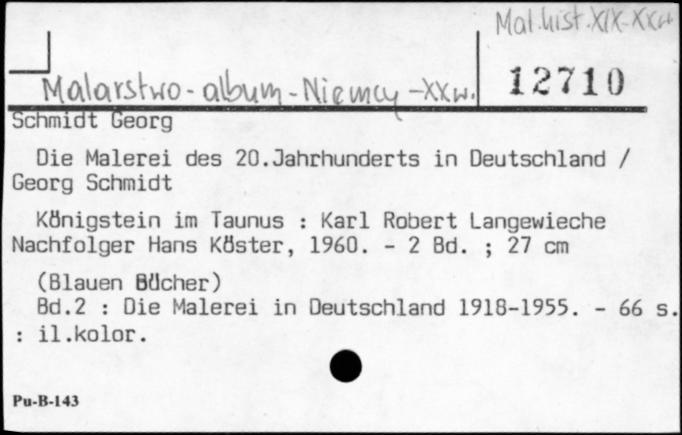 Mal.hist.XIX-XXw
Malarstwo-album-Niemcy-XXw.
12710
Schmidt Georg
Die Malerei des 20.Jahrhunderts in Deutschland /
Georg Schmidt
Königstein im Taunus : Karl Robert Langewieche
Nachfolger Hans Köster, 1960. - 2 Bd. ; 27 cm
(Blauen Bücher)
Bd.2 : Die Malerei in Deutschland 1918-1955. - 66 s.
: il.kolor.
Pu-B-143